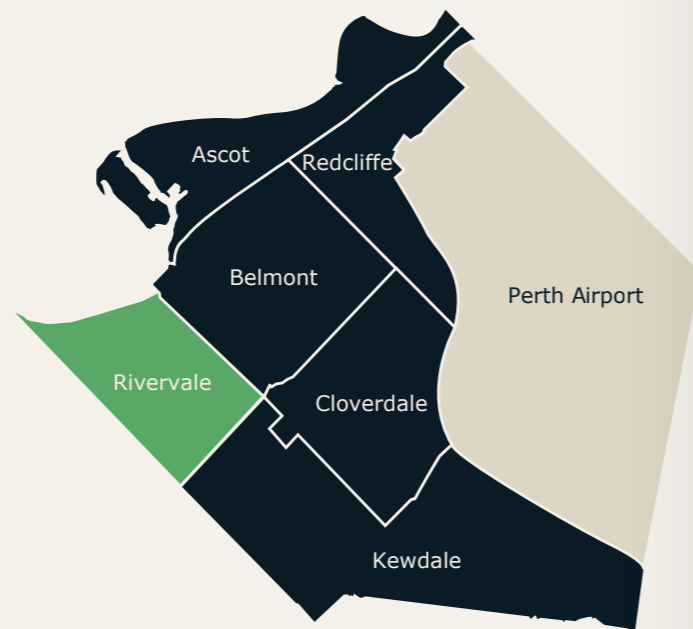 Ascot
Redcliffe
Belmont
Perth Airport
Rivervale
Cloverdale
Kewdale